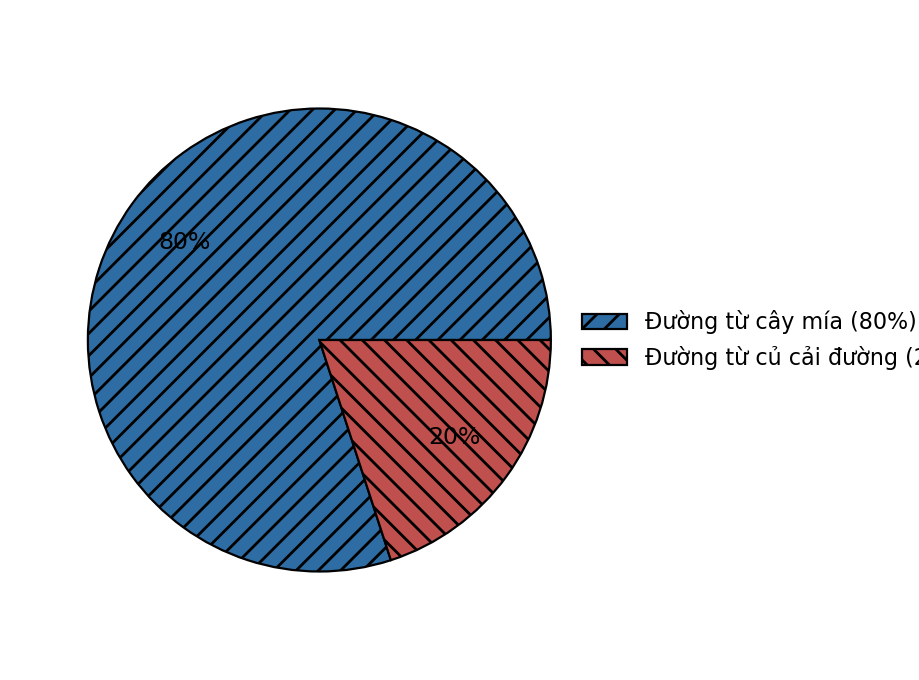 80%
Đường từ cây mía (80%)
Đường từ củ cải đường (2
20%